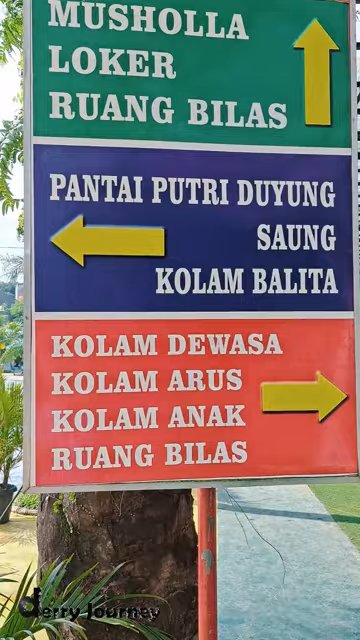 MUSHOLLA
LOKER
RUANG BILAS
PANTAI PUTRI DUYUNG
SAUNG
KOLAM BALITA
KOLAM DEWASA
KOLAM ARUS
KOLAM ANAK
RUANG BILAS
derry Journey